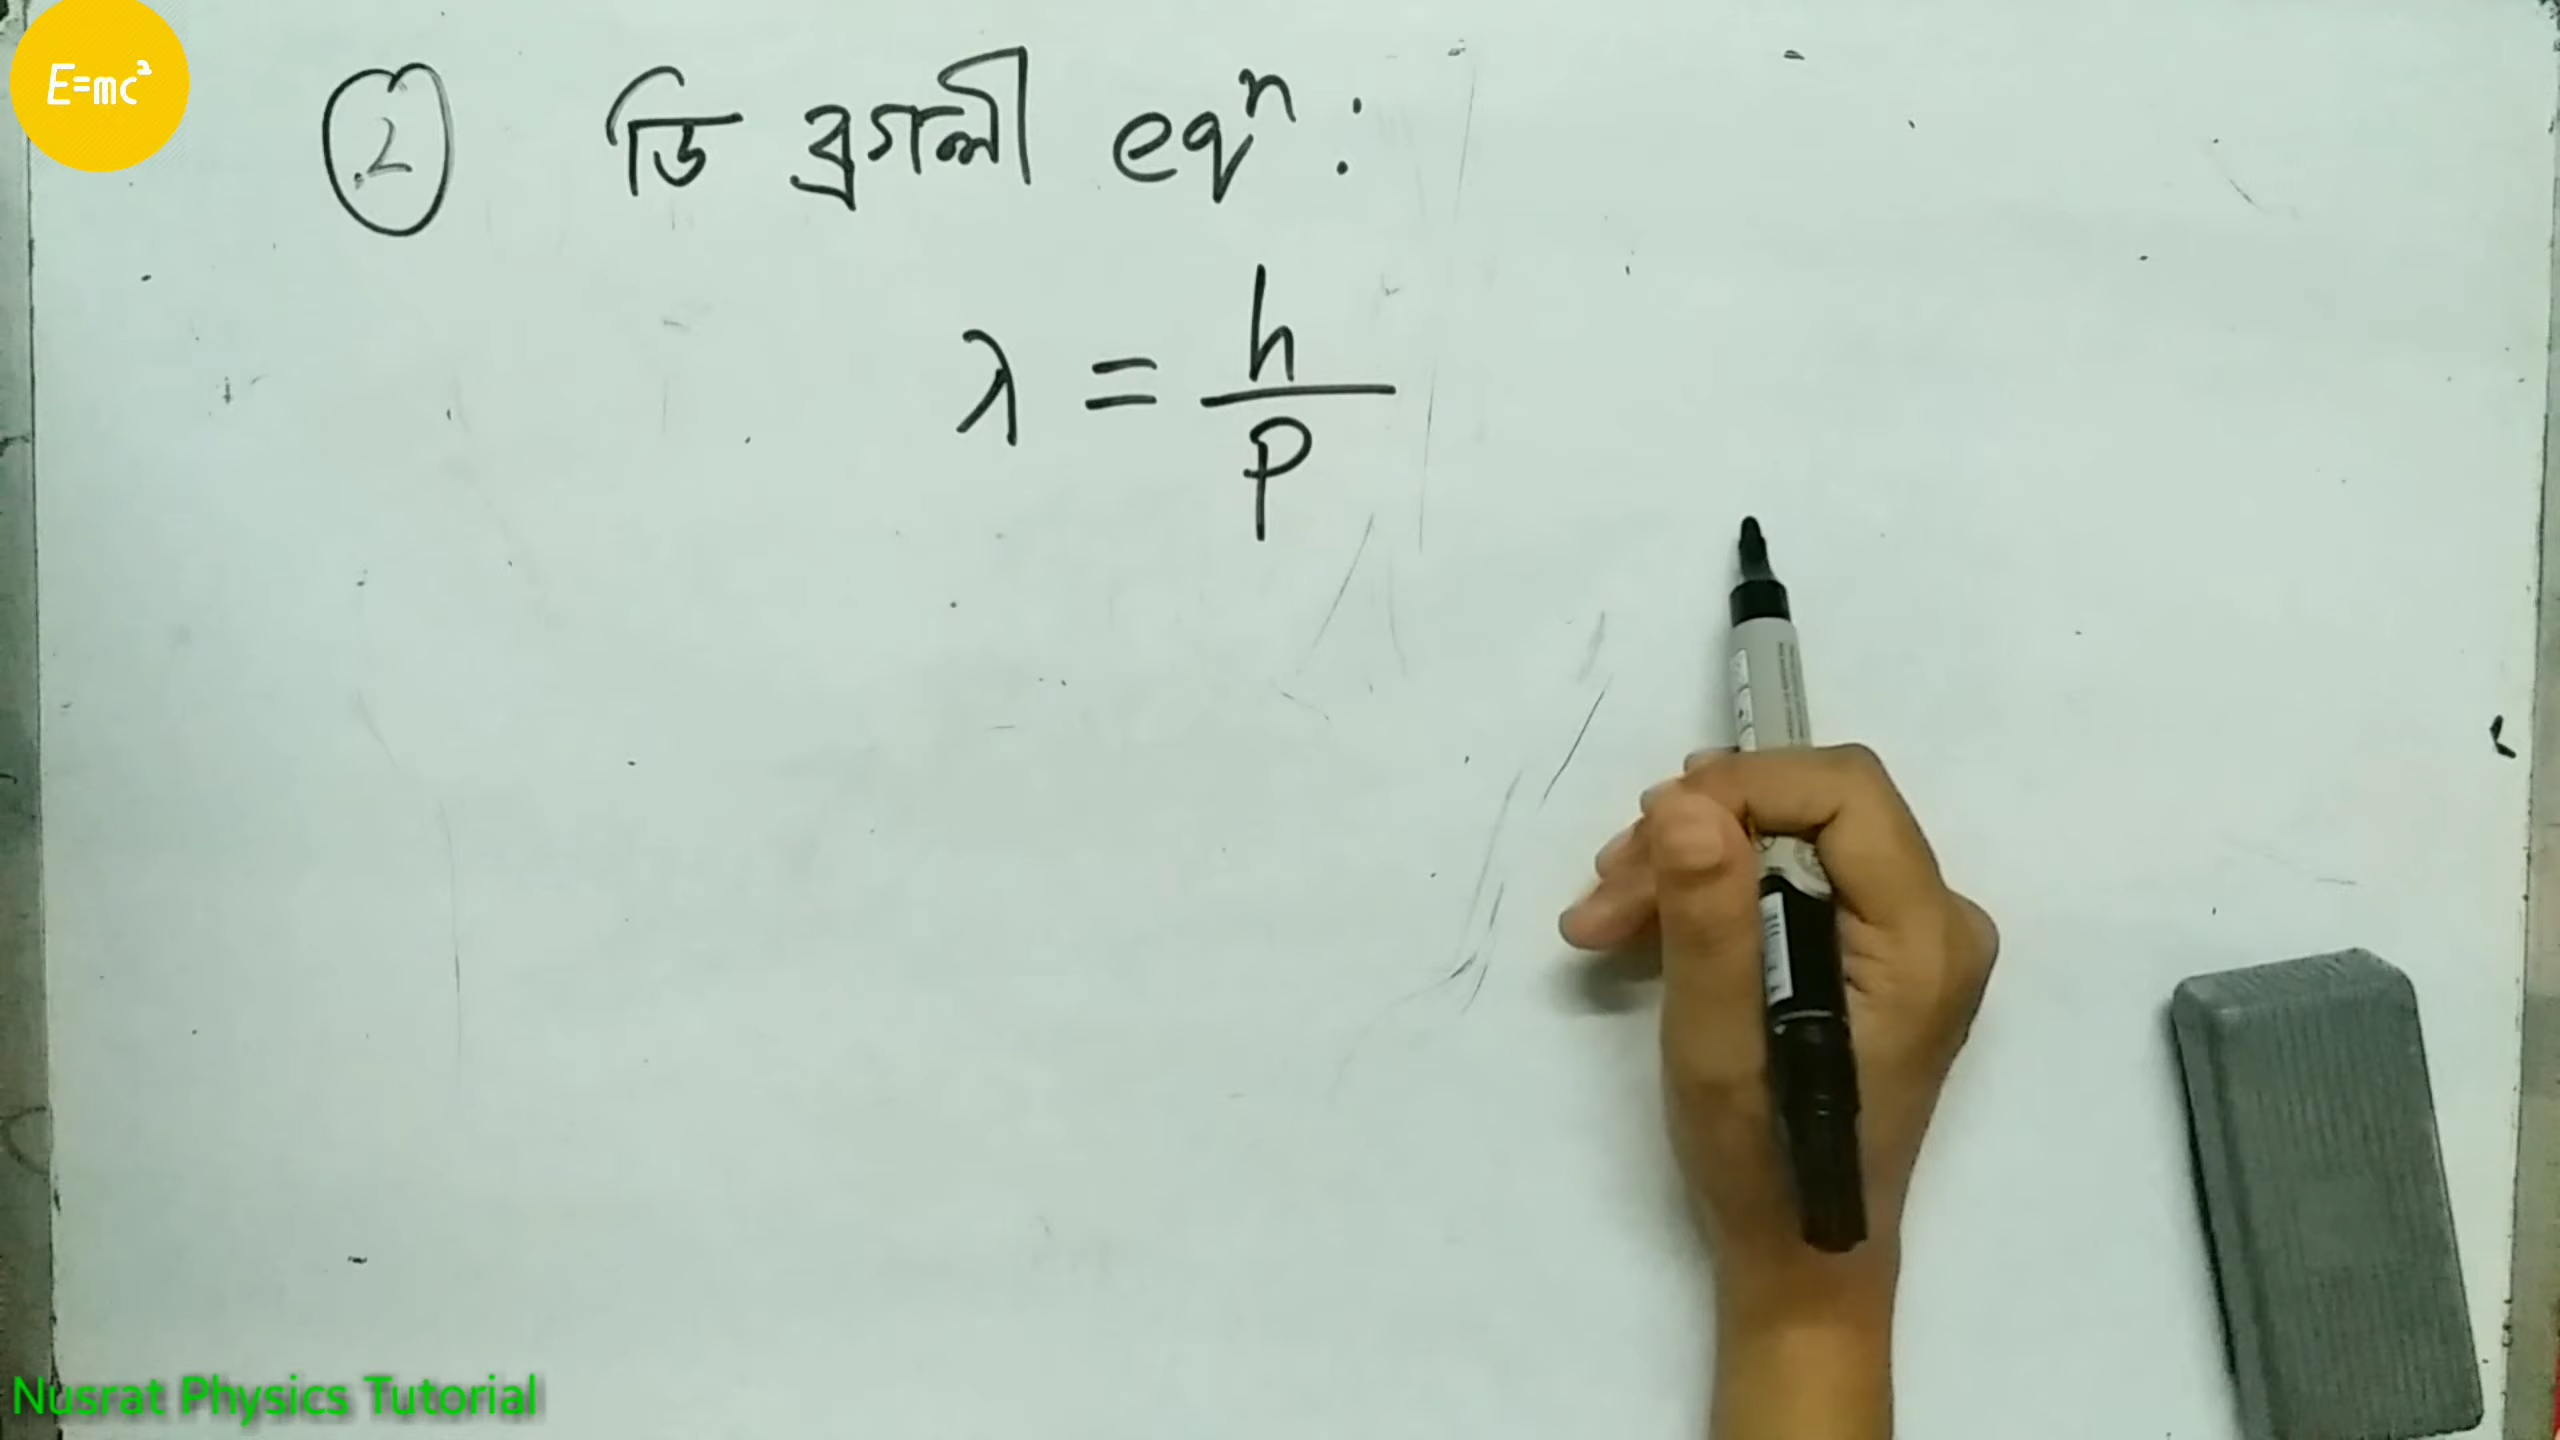 E=mc²
② ডি ব্রগলী eqⁿ :
λ = h/P
Nusrat Physics Tutorial